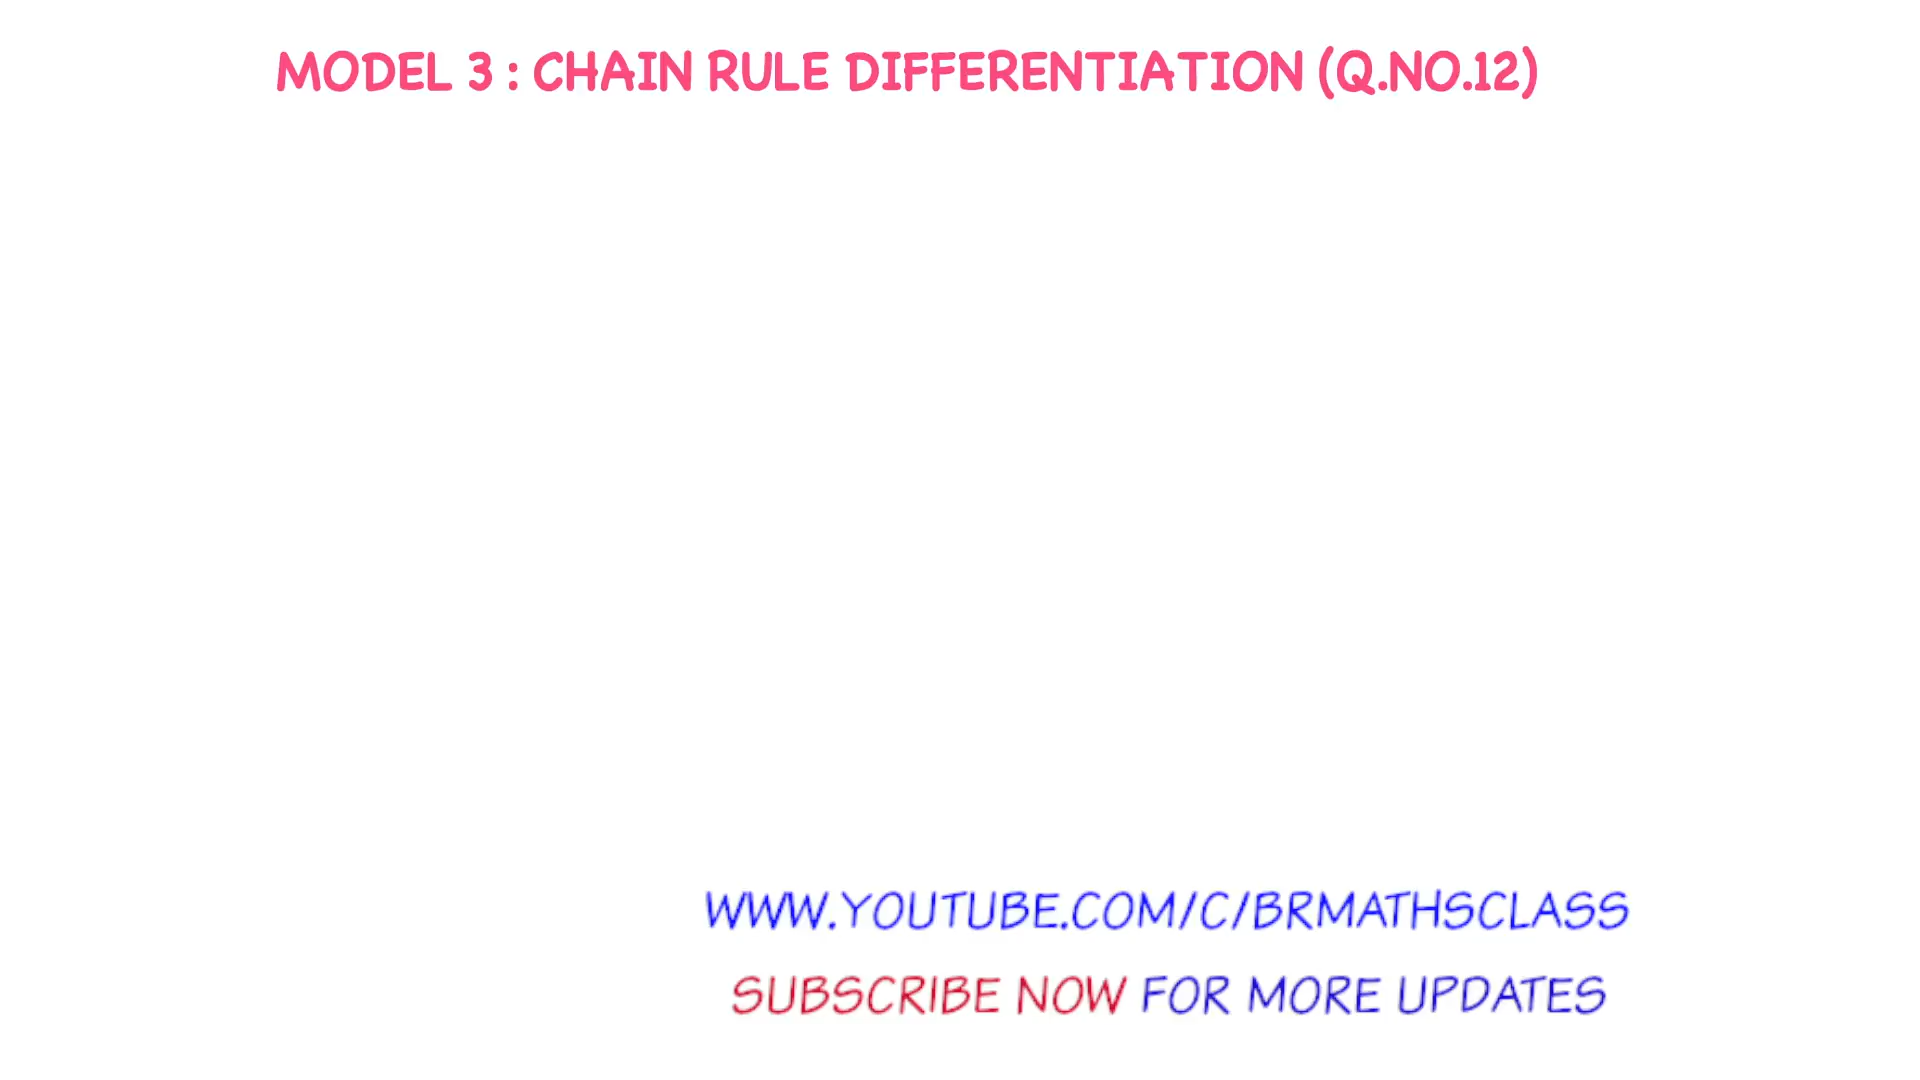 MODEL 3 : CHAIN RULE DIFFERENTIATION (Q.NO.12)
WWW.YOUTUBE.COM/C/BRMATHSCLASS
SUBSCRIBE NOW FOR MORE UPDATES